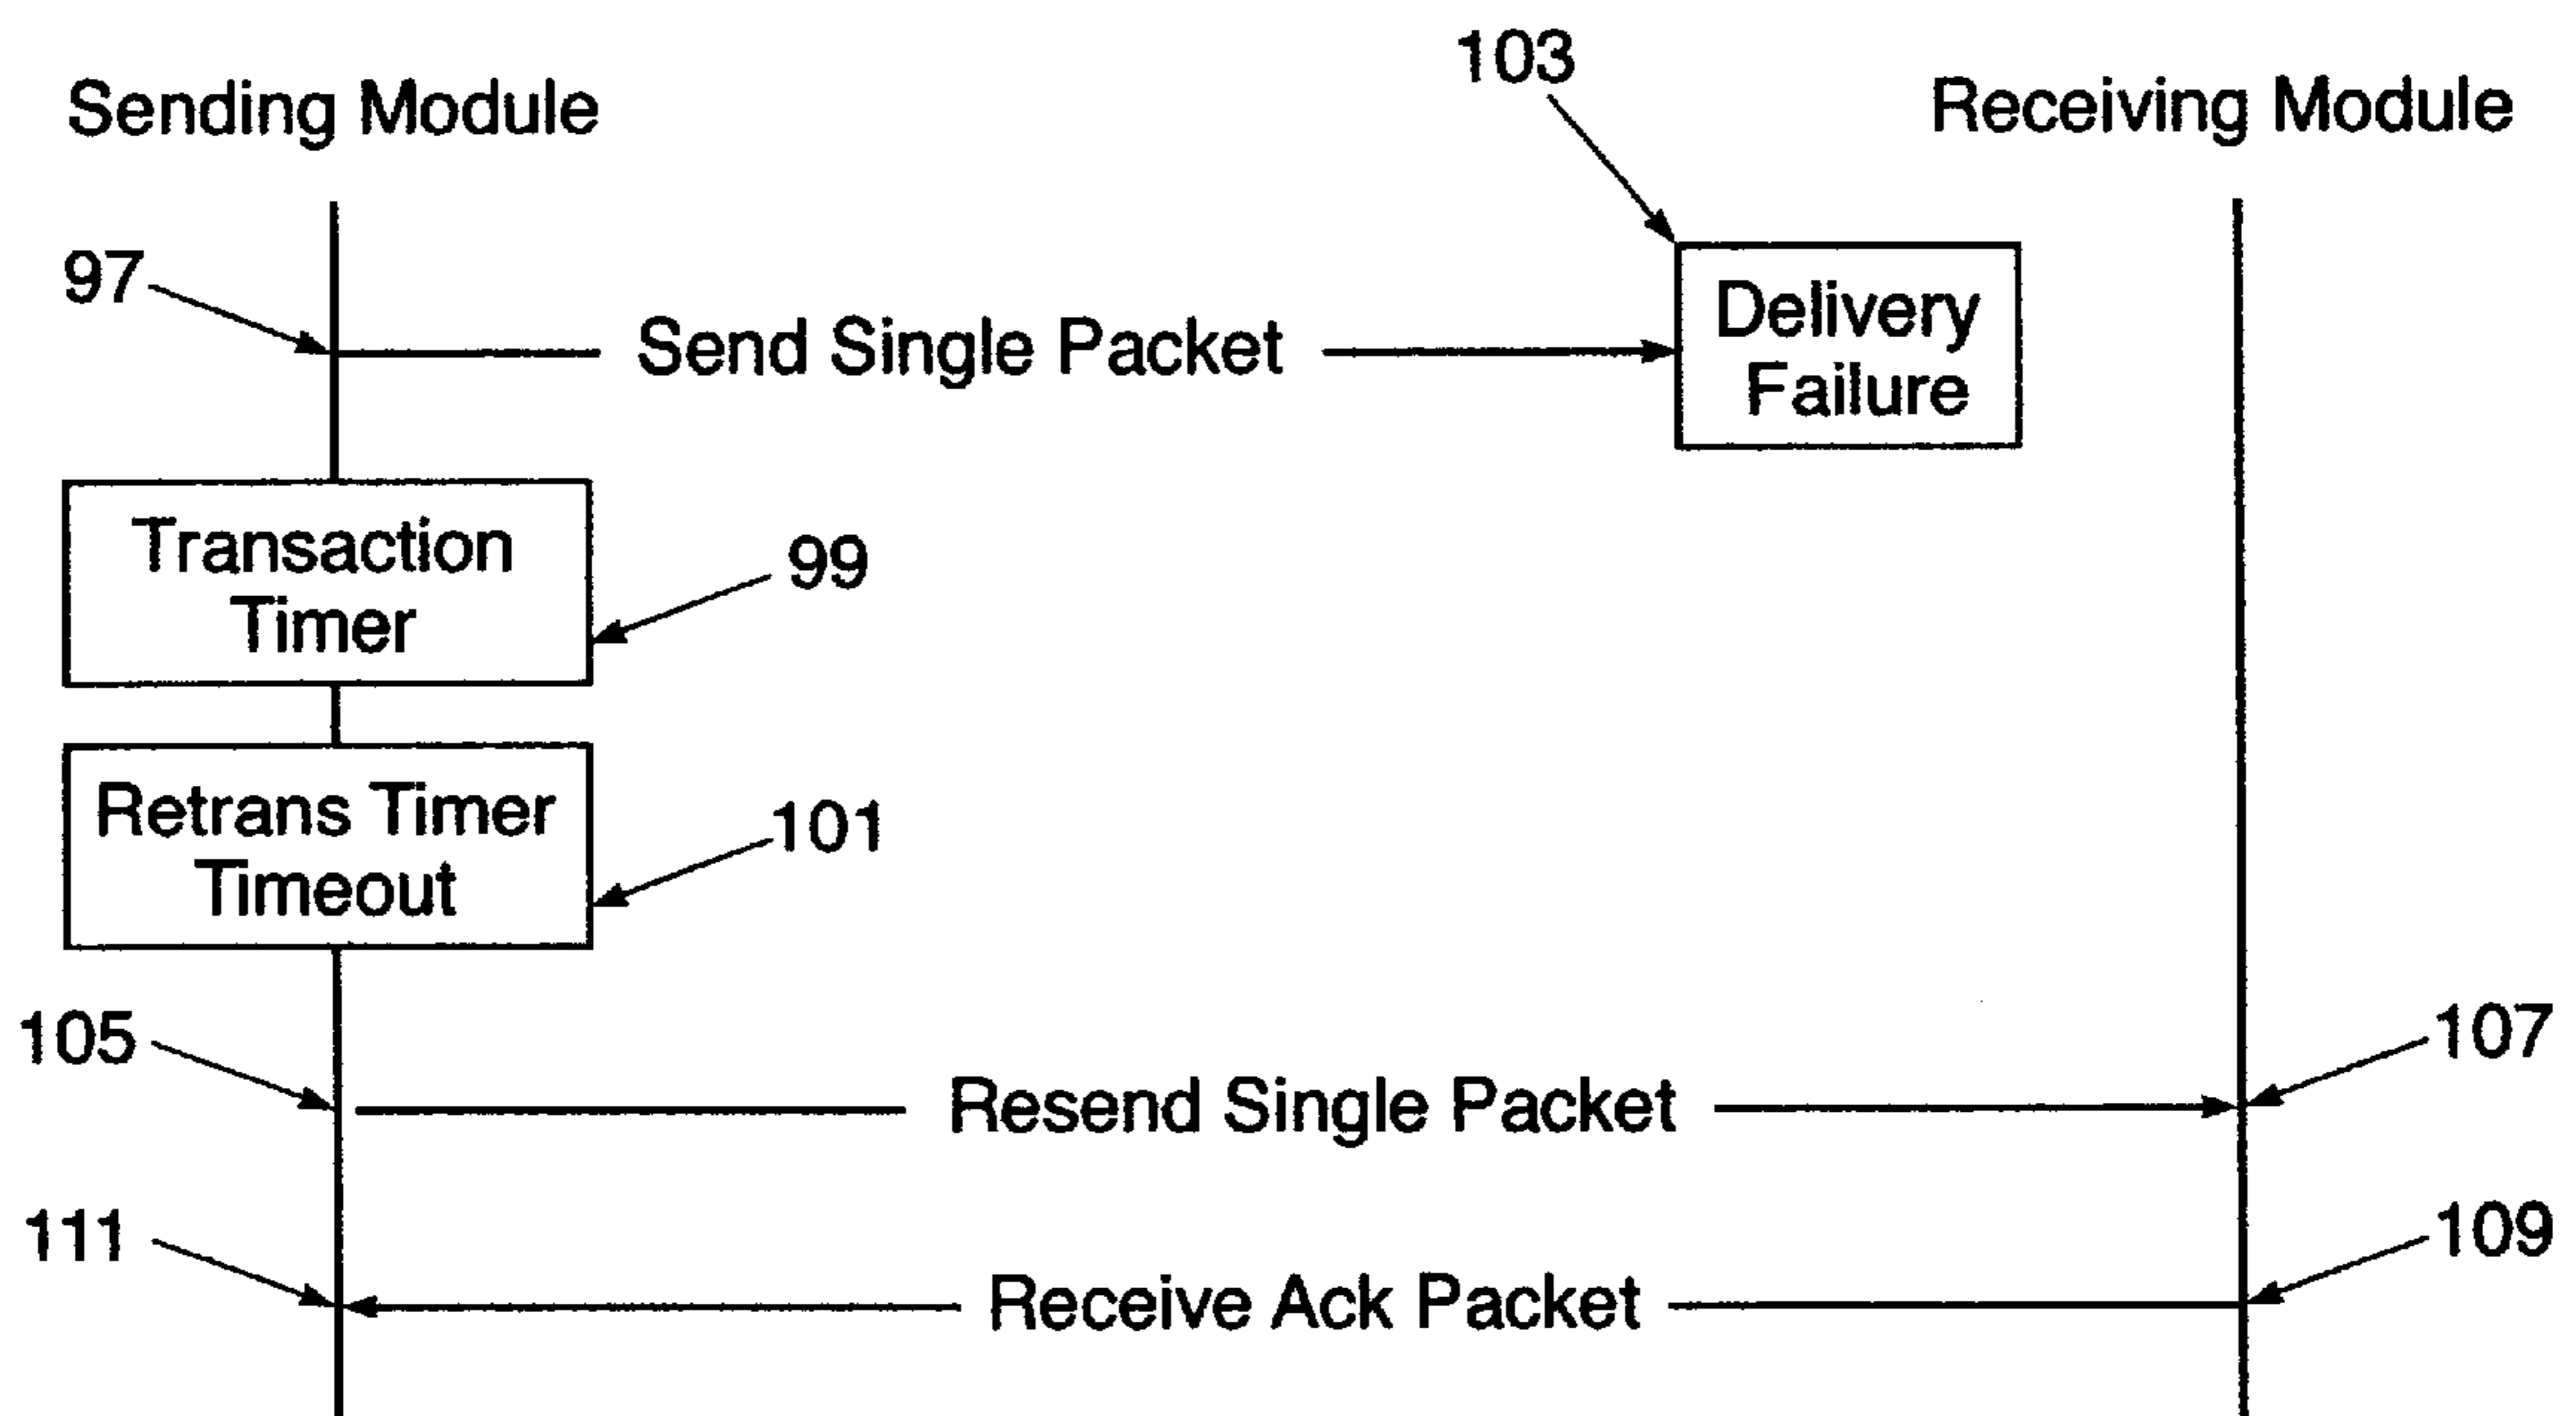 103
Sending Module
Receiving Module
97
Send Single Packet
Delivery
Failure
Transaction
Timer
99
Retrans Timer
Timeout
101
105
107
Resend Single Packet
111
109
Receive Ack Packet